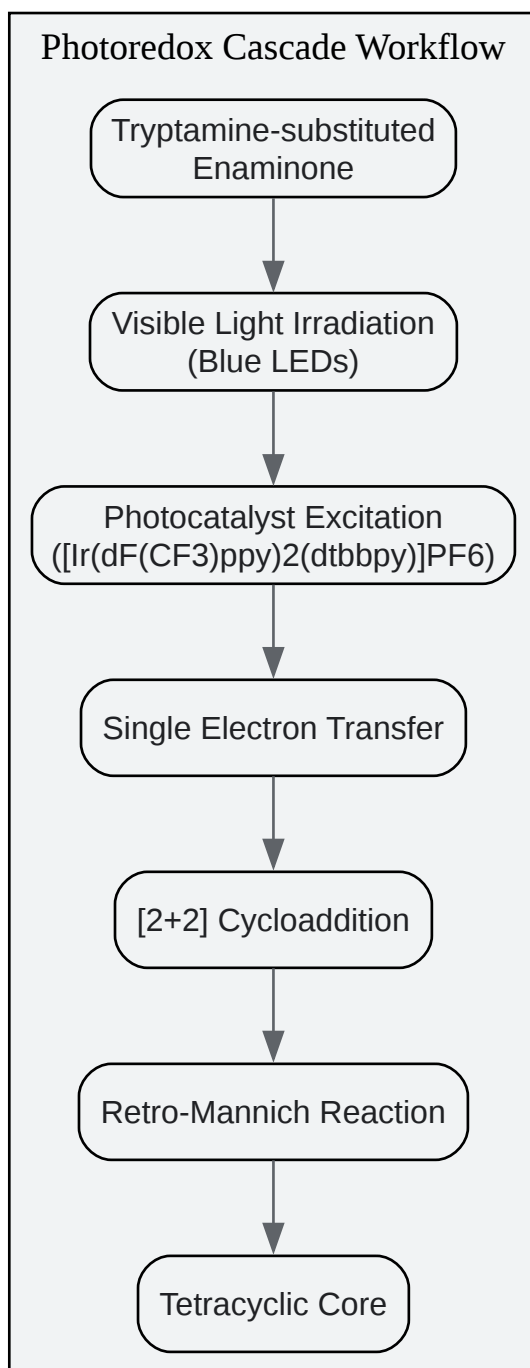 Photoredox Cascade Workflow
Tryptamine-substituted
Enaminone
Visible Light Irradiation
(Blue LEDs)
Photocatalyst Excitation
([Ir(dF(CF3)ppy)2(dtbbpy)]PF6)
Single Electron Transfer
[2+2] Cycloaddition
Retro-Mannich Reaction
Tetracyclic Core